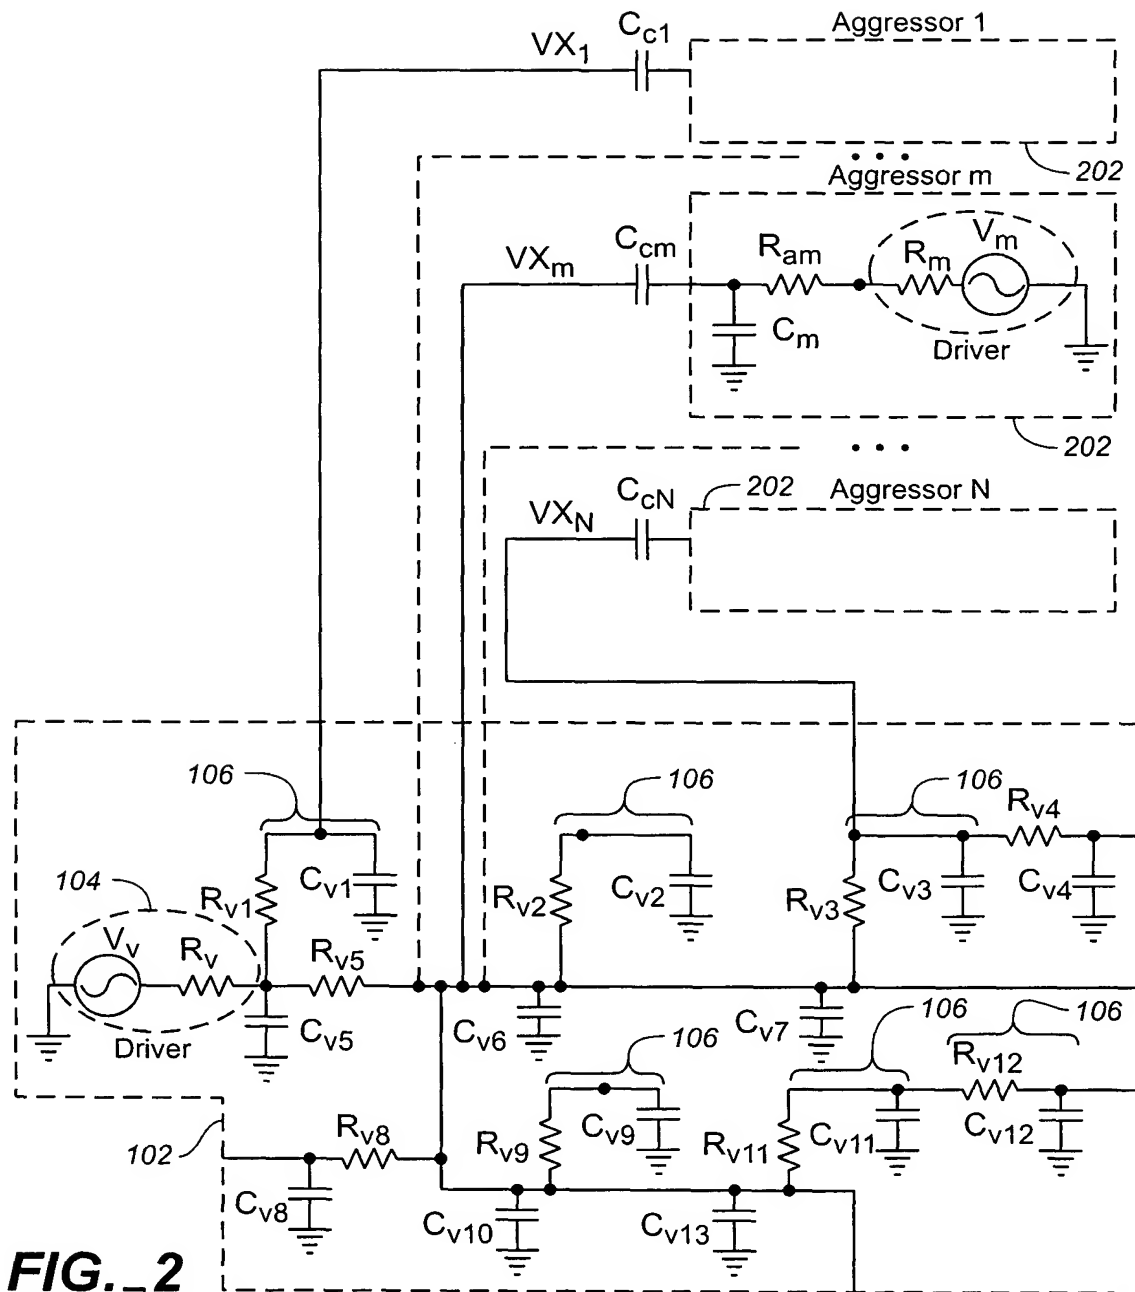 Aggressor 1
VX1
Cc1
202
• • •
Aggressor m
VXm
Ccm
Ram
Rm
Vm
Cm
Driver
202
• • •
202
Aggressor N
VXN
CcN
106
106
106
Rv4
104
Rv1
Cv1
Rv2
Cv2
Rv3
Cv3
Cv4
Vv
Rv
Rv5
Driver
Cv5
Cv6
Cv7
106
106
106
Rv12
102
Rv8
Rv9
Cv9
Rv11
Cv11
Cv12
Cv8
Cv10
Cv13
FIG._2